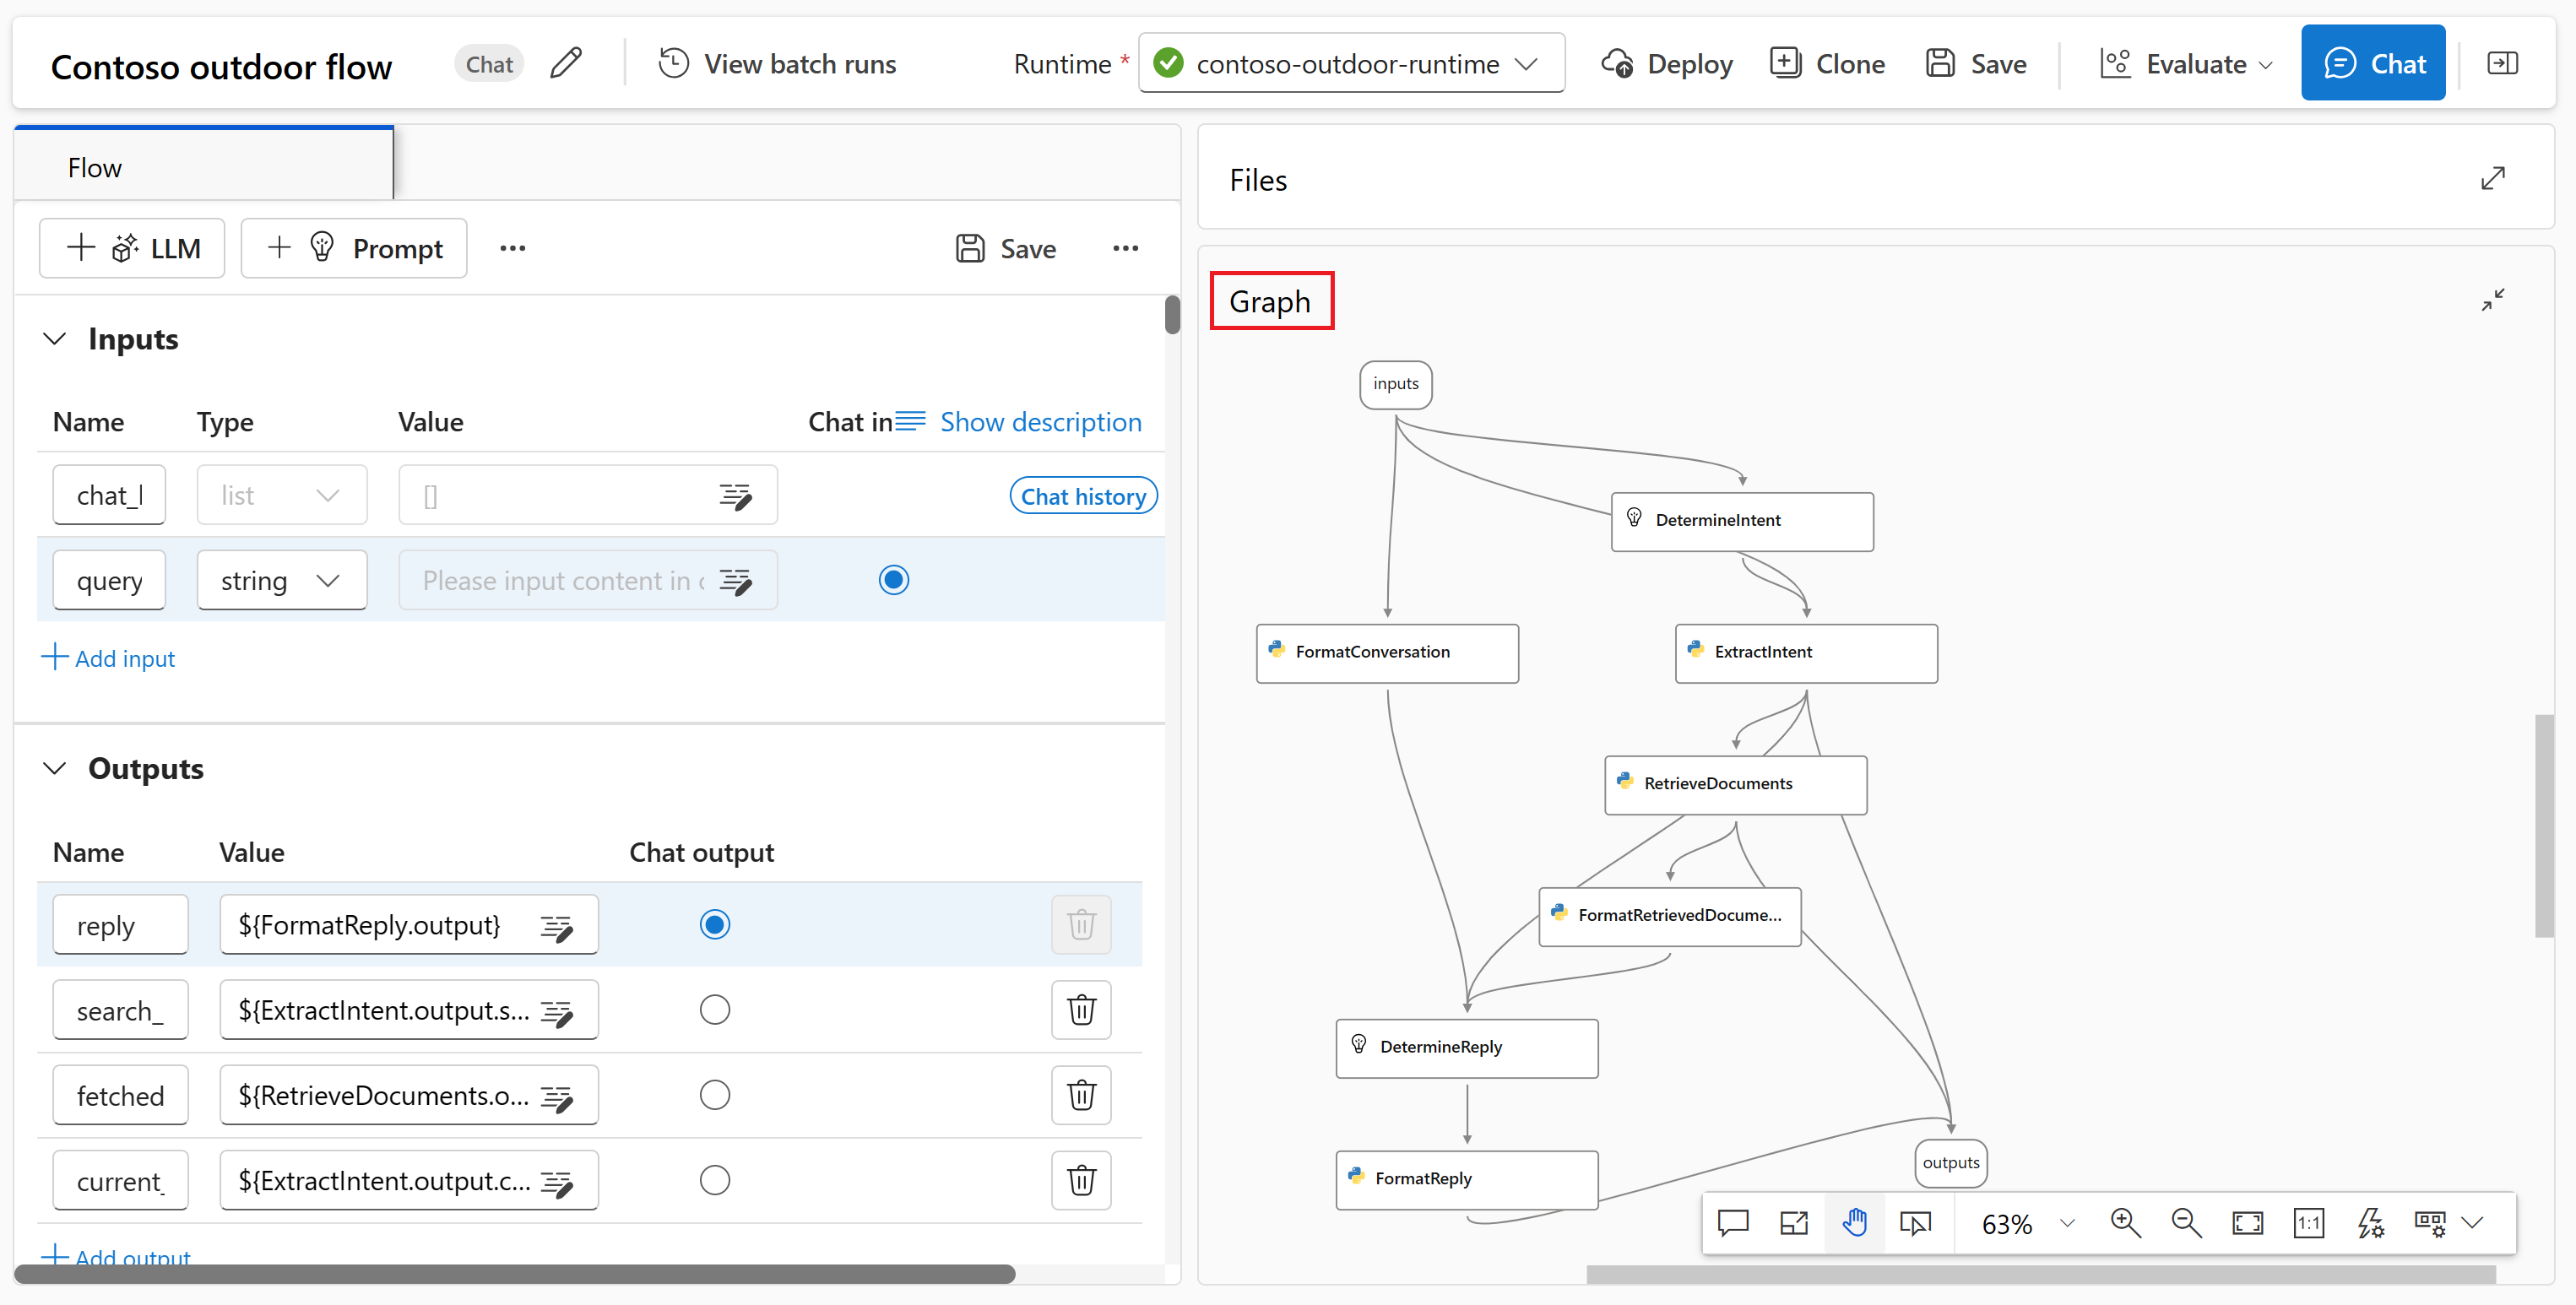 Contoso outdoor flow Chat View batch runs Runtime * contoso-outdoor-runtime Deploy Clone Save Evaluate Chat
Flow
LLM Prompt ... Save ...
Inputs
Name Type Value Chat in Show description
chat_l list [] Chat history
query string Please input content in c
Add input
Outputs
Name Value Chat output
reply ${FormatReply.output}
search_ ${ExtractIntent.output.s...
fetched ${RetrieveDocuments.o...
current_ ${ExtractIntent.output.c...
Add output
Files
Graph
inputs
DetermineIntent
FormatConversation
ExtractIntent
RetrieveDocuments
FormatRetrievedDocume...
DetermineReply
FormatReply
outputs
63% 1:1